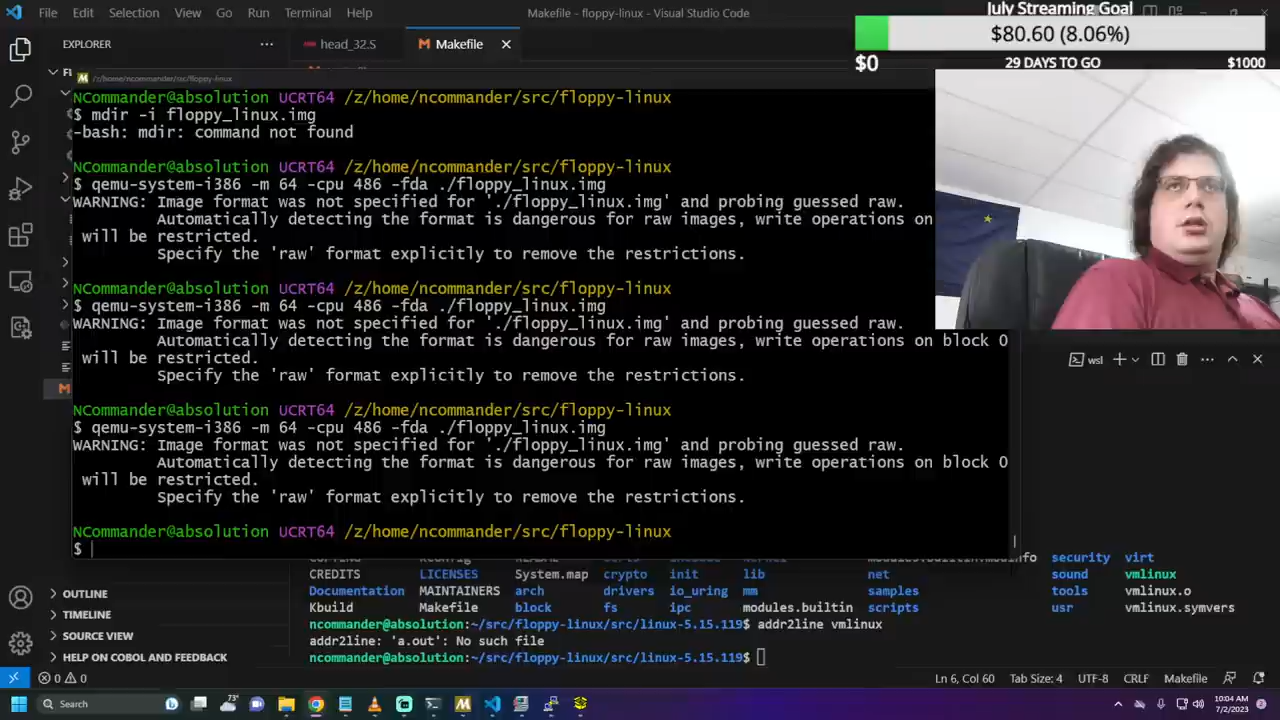 File Edit Selection View Go Run Terminal Help
Makefile - floppy-linux - Visual Studio Code
July Streaming Goal
$80.60 (8.06%)
$0 29 DAYS TO GO $1000
EXPLORER
head_32.S
Makefile
/z/home/ncommander/src/floppy-linux
NCommander@absolution UCRT64 /z/home/ncommander/src/floppy-linux
$ mdir -i floppy_linux.img
-bash: mdir: command not found
NCommander@absolution UCRT64 /z/home/ncommander/src/floppy-linux
$ qemu-system-i386 -m 64 -cpu 486 -fda ./floppy_linux.img
WARNING: Image format was not specified for './floppy_linux.img' and probing guessed raw.
Automatically detecting the format is dangerous for raw images, write operations on
will be restricted.
Specify the 'raw' format explicitly to remove the restrictions.
NCommander@absolution UCRT64 /z/home/ncommander/src/floppy-linux
$ qemu-system-i386 -m 64 -cpu 486 -fda ./floppy_linux.img
WARNING: Image format was not specified for './floppy_linux.img' and probing guessed raw.
Automatically detecting the format is dangerous for raw images, write operations on block 0
will be restricted.
Specify the 'raw' format explicitly to remove the restrictions.
NCommander@absolution UCRT64 /z/home/ncommander/src/floppy-linux
$ qemu-system-i386 -m 64 -cpu 486 -fda ./floppy_linux.img
WARNING: Image format was not specified for './floppy_linux.img' and probing guessed raw.
Automatically detecting the format is dangerous for raw images, write operations on block 0
will be restricted.
Specify the 'raw' format explicitly to remove the restrictions.
NCommander@absolution UCRT64 /z/home/ncommander/src/floppy-linux
$
wsl
security virt
CREDITS LICENSES System.map crypto init lib net sound vmlinux
Documentation MAINTAINERS arch drivers io_uring mm samples tools vmlinux.o
Kbuild Makefile block fs ipc modules.builtin scripts usr vmlinux.symvers
ncommander@absolution:~/src/floppy-linux/src/linux-5.15.119$ addr2line vmlinux
addr2line: 'a.out': No such file
ncommander@absolution:~/src/floppy-linux/src/linux-5.15.119$
OUTLINE
TIMELINE
SOURCE VIEW
HELP ON COBOL AND FEEDBACK
0 0 Ln 6, Col 60 Tab Size: 4 UTF-8 CRLF Makefile
Search 73° 10:04 AM
7/2/2023